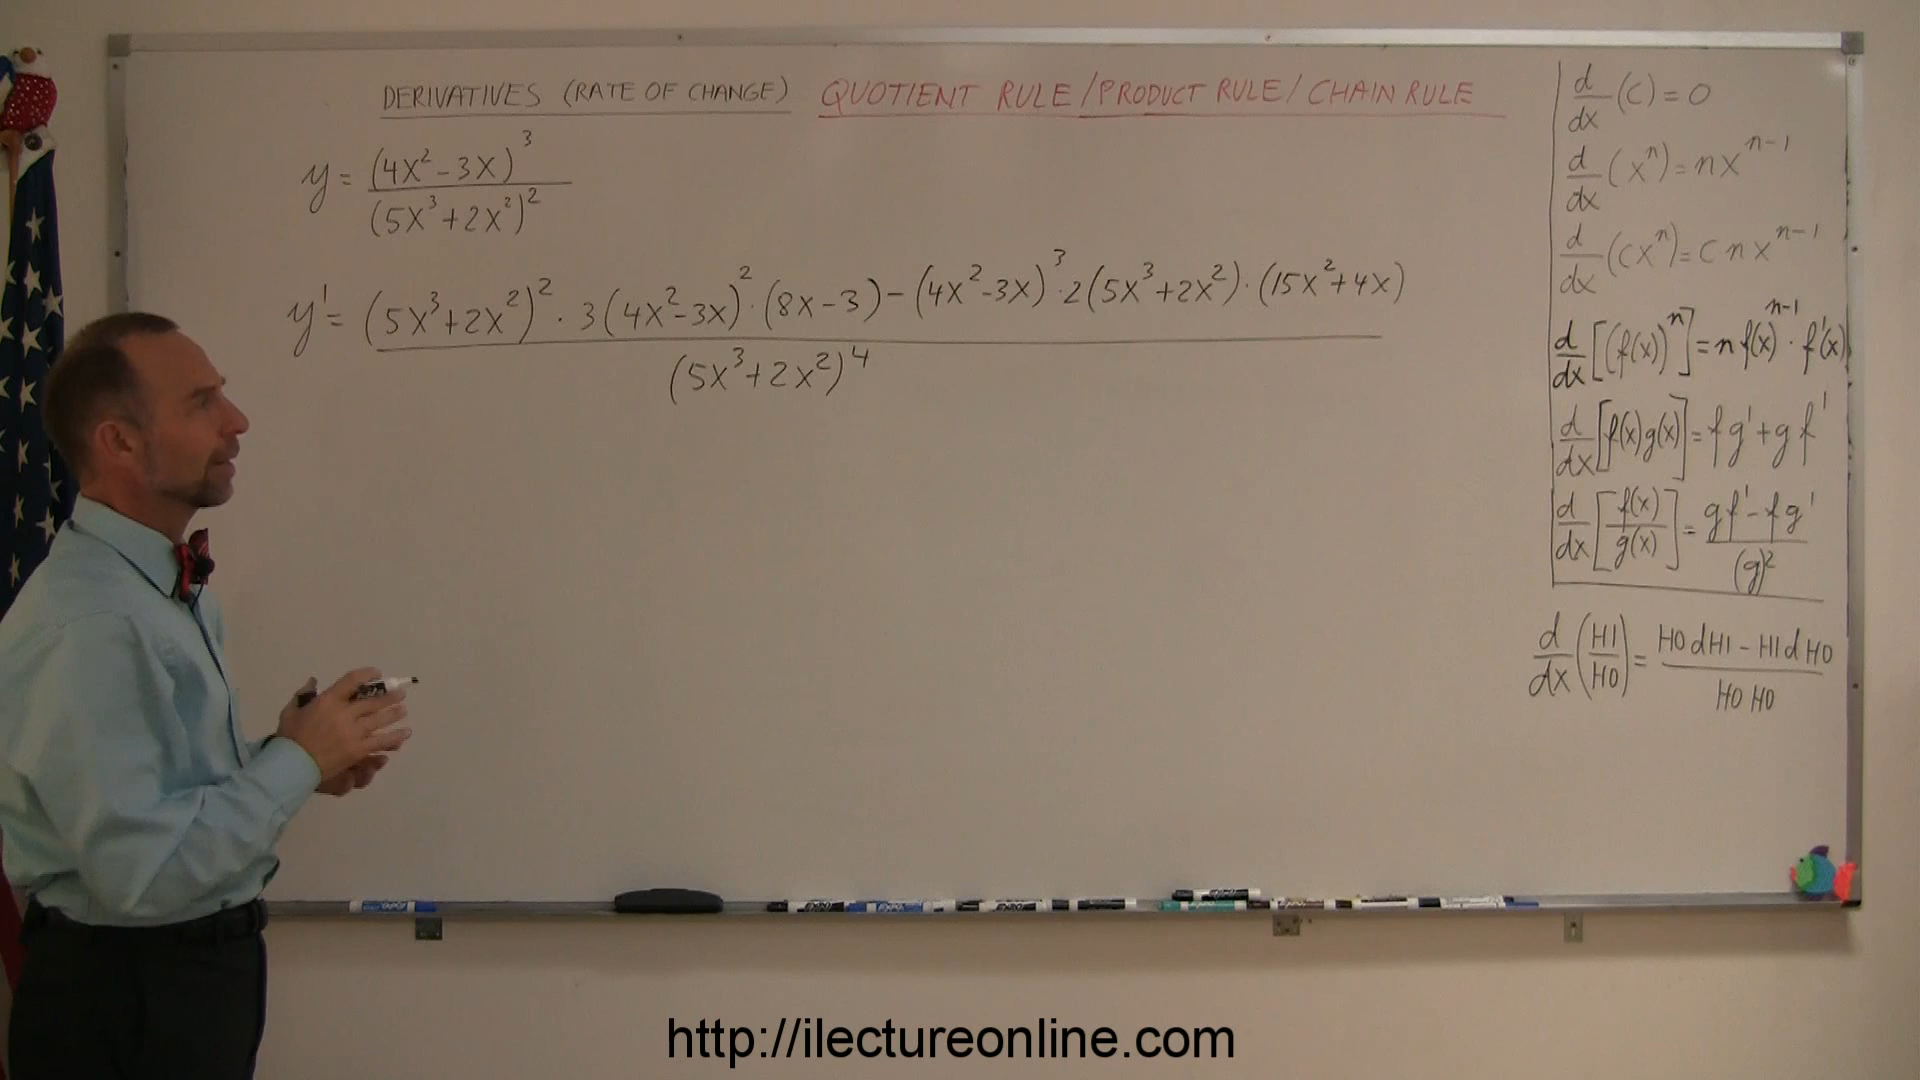 DERIVATIVES (RATE OF CHANGE) QUOTIENT RULE/PRODUCT RULE/CHAIN RULE
y = (4x²-3x)³ / (5x³+2x²)²
y' = (5x³+2x²)² · 3(4x²-3x)² · (8x-3) - (4x²-3x)³ · 2(5x³+2x²) · (15x²+4x)
(5x³+2x²)⁴
d/dx (c) = 0
d/dx (xⁿ) = nxⁿ⁻¹
d/dx (cxⁿ) = cnxⁿ⁻¹
d/dx [(f(x))ⁿ] = n f(x)ⁿ⁻¹ · f'(x)
d/dx [f(x)g(x)] = fg' + gf'
d/dx [f(x)/g(x)] = gf' - fg' / (g)²
d/dx (HI/HO) = HO dHI - HI dHO / HO HO
http://ilectureonline.com